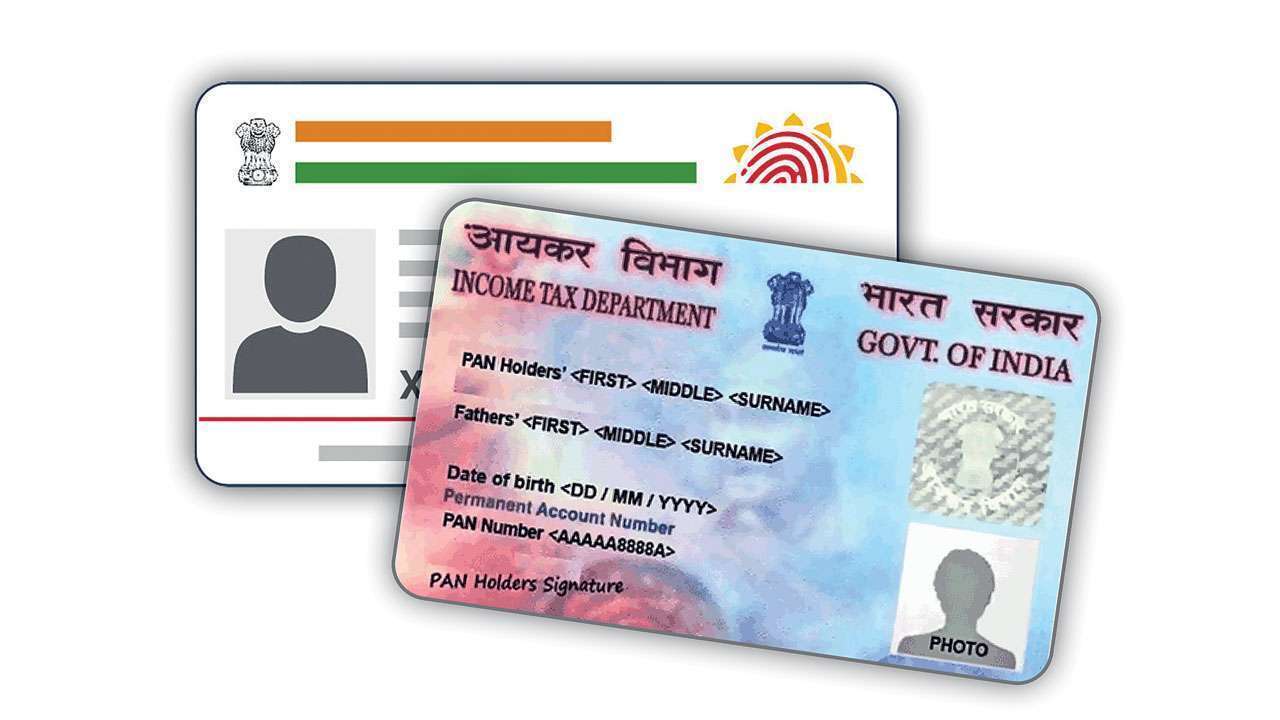 आयकर विभाग
INCOME TAX DEPARTMENT
भारत सरकार
GOVT. OF INDIA
PAN Holders’ <FIRST> <MIDDLE> <SURNAME>
Fathers’ <FIRST> <MIDDLE> <SURNAME>
Date of birth <DD / MM / YYYY>
Permanent Account Number
PAN Number <AAAAA8888A>
PAN Holders Signature
PHOTO
X